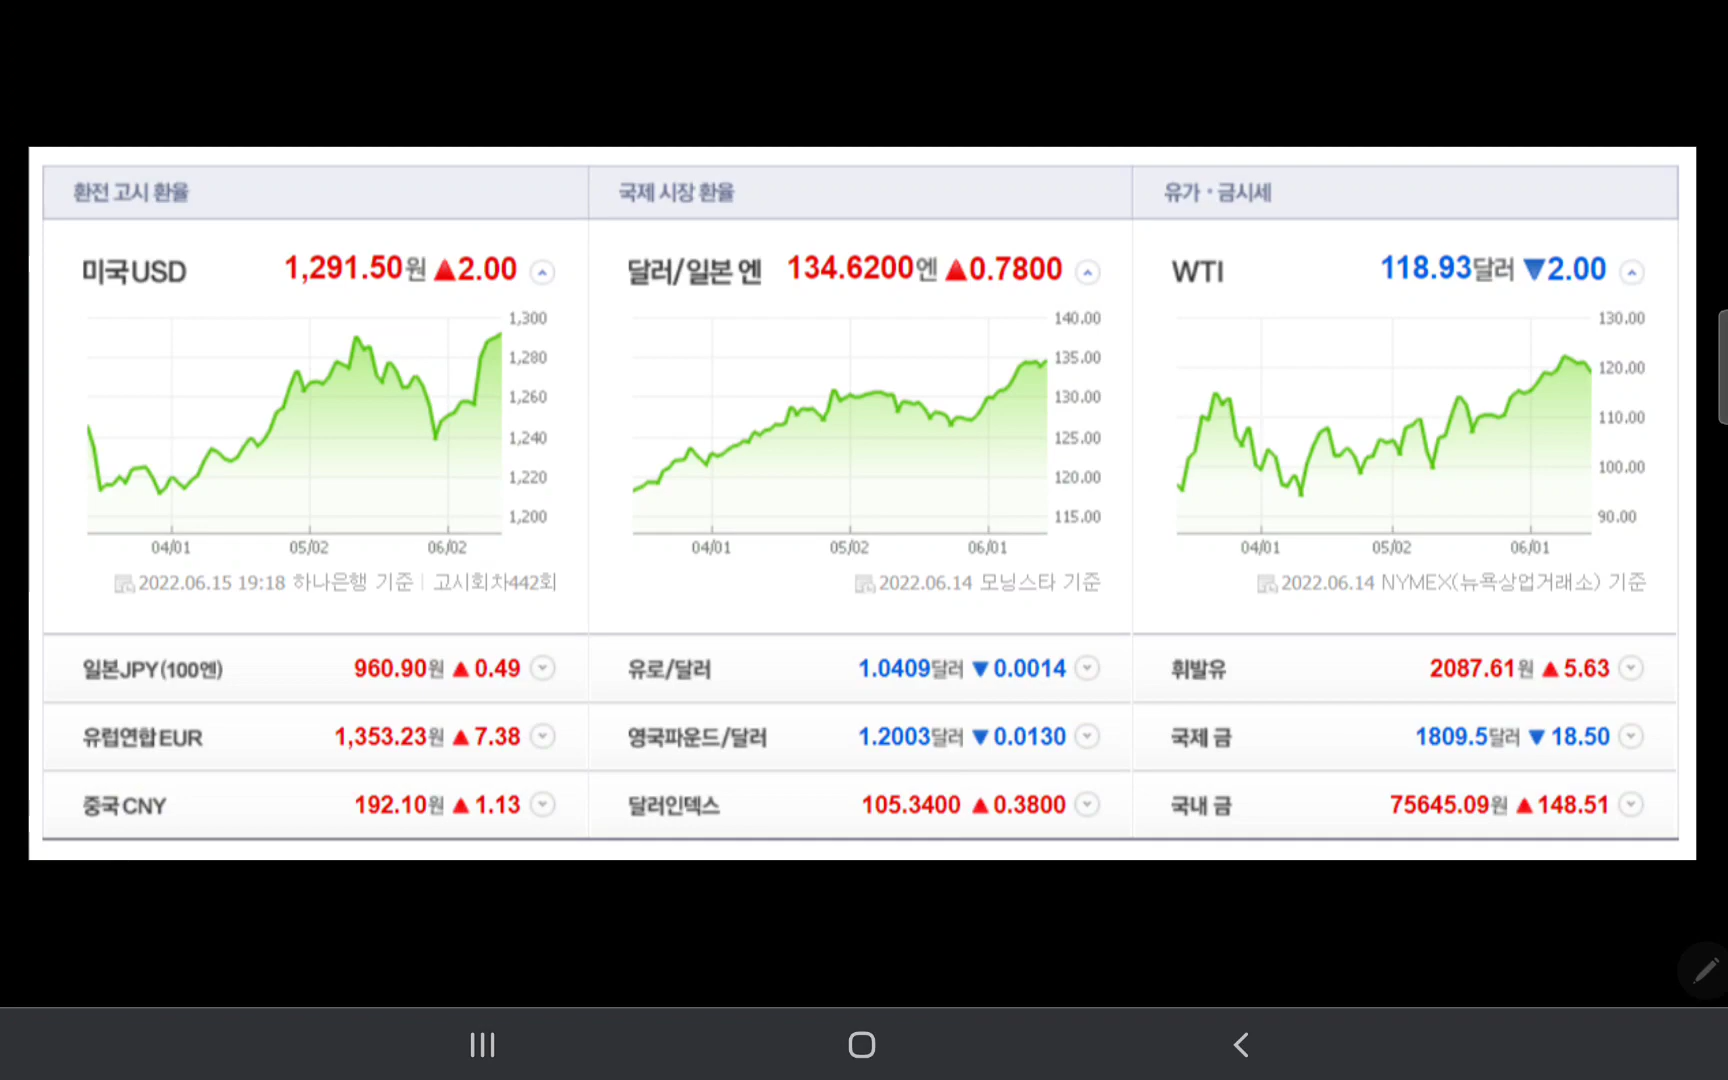 환전 고시 환율
미국 USD 1,291.50원 ▲2.00
1,300
1,280
1,260
1,240
1,220
1,200
04/01 05/02 06/02
2022.06.15 19:18 하나은행 기준 | 고시회차442회
일본JPY (100엔) 960.90원 ▲ 0.49
유럽연합 EUR 1,353.23원 ▲ 7.38
중국 CNY 192.10원 ▲ 1.13
국제 시장 환율
달러/일본 엔 134.6200엔 ▲0.7800
140.00
135.00
130.00
125.00
120.00
115.00
04/01 05/02 06/01
2022.06.14 모닝스타 기준
유로/달러 1.0409달러 ▼ 0.0014
영국파운드/달러 1.2003달러 ▼ 0.0130
달러인덱스 105.3400 ▲ 0.3800
유가・금시세
WTI 118.93달러 ▼2.00
130.00
120.00
110.00
100.00
90.00
04/01 05/02 06/01
2022.06.14 NYMEX(뉴욕상업거래소) 기준
휘발유 2087.61원 ▲ 5.63
국제 금 1809.5달러 ▼ 18.50
국내 금 75645.09원 ▲ 148.51